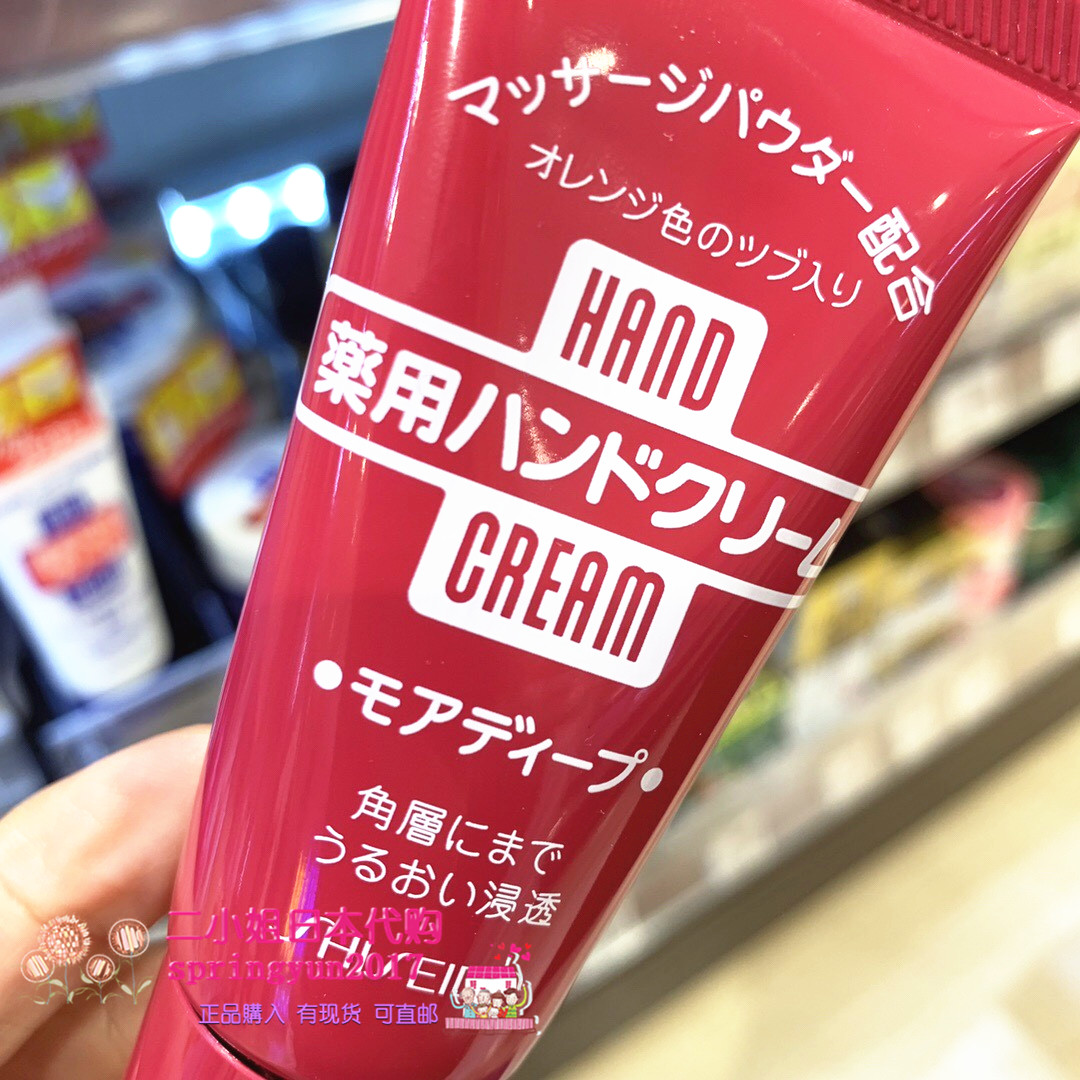 マッサージパウダー配合
オレンジ色のツブ入り
HAND
薬用ハンドクリーム
CREAM
•モアディープ•
角層にまで
うるおい浸透
二小姐日本代购
springyun2017
正品購入 有现货 可直邮